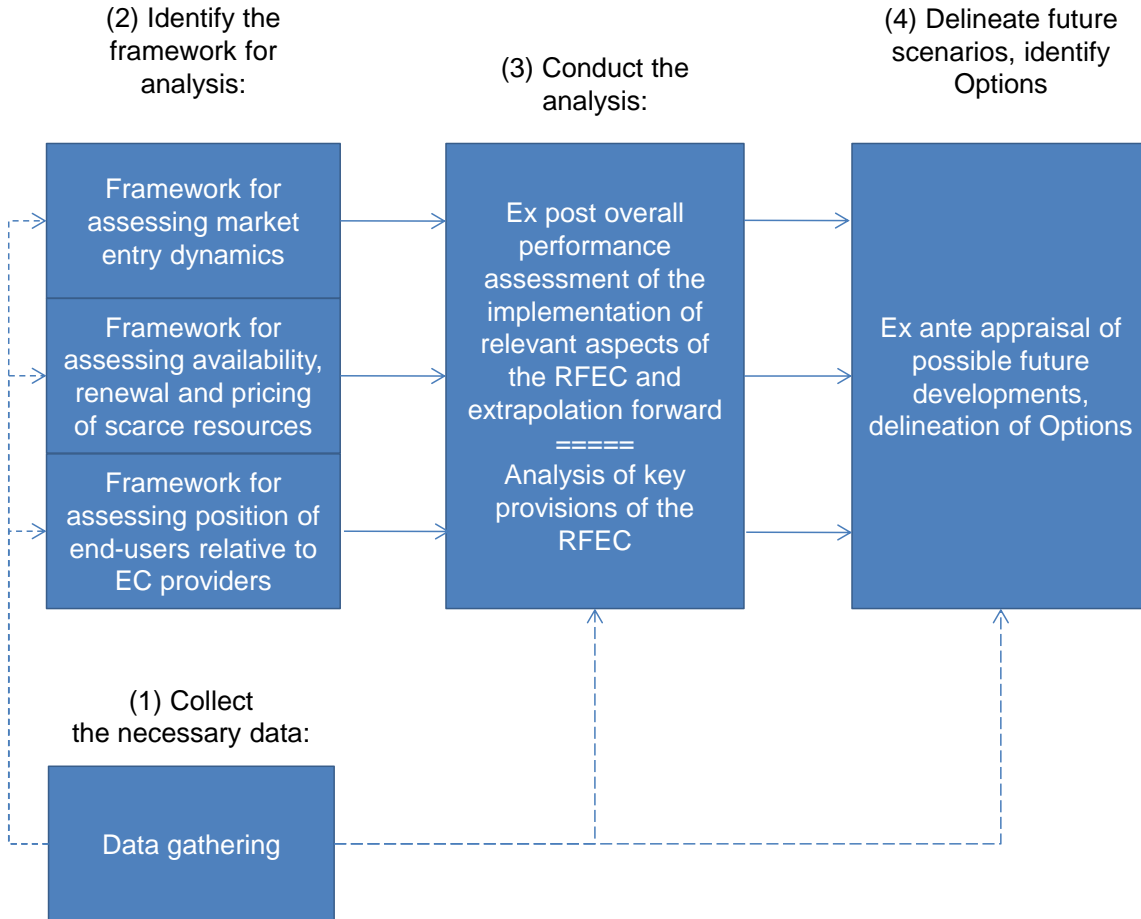 (2) Identify the
framework for
analysis:
(3) Conduct the
analysis:
(4) Delineate future
scenarios, identify
Options
Framework for
assessing market
entry dynamics
Framework for
assessing availability,
renewal and pricing
of scarce resources
Framework for
assessing position of
end-users relative to
EC providers
Ex post overall
performance
assessment of the
implementation of
relevant aspects of
the RFEC and
extrapolation forward
=====
Analysis of key
provisions of the
RFEC
Ex ante appraisal of
possible future
developments,
delineation of Options
(1) Collect
the necessary data:
Data gathering